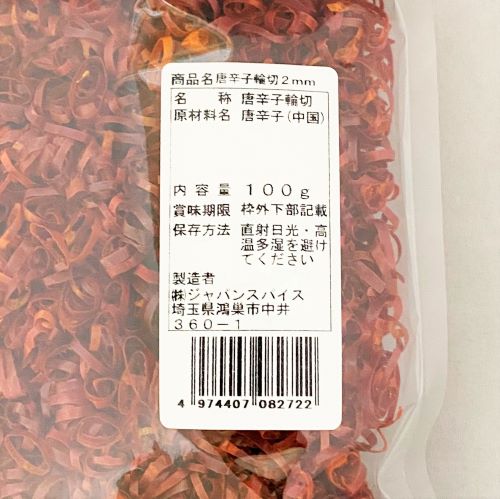 商品名唐辛子輪切2mm
名　　称　唐辛子輪切
原材料名　唐辛子(中国)
内容量　100g
賞味期限　枠外下部記載
保存方法　直射日光・高
温多湿を避け
てください
製造者
㈱ジャパンスパイス
埼玉県鴻巣市中井
360-1
4 974407 082722